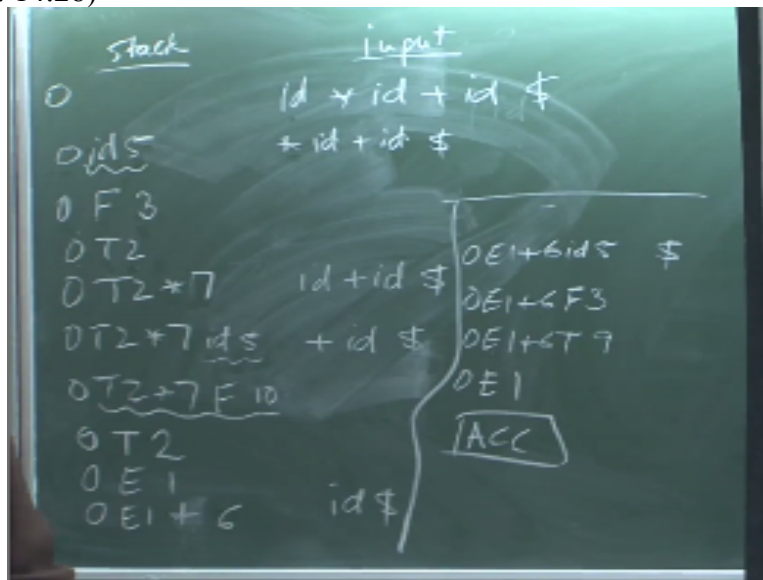 14:28)
stack input
0 id * id + id $
0 id 5 * id + id $
0 F 3
0 T 2
0 T 2 * 7 id + id $
0 T 2 * 7 id 5 + id $
0 T 2 * 7 F 10
0 T 2
0 E 1
0 E 1 + 6 id $
0 E 1 + 6 id 5 $
0 E 1 + 6 F 3
0 E 1 + 6 T 9
0 E 1
ACC